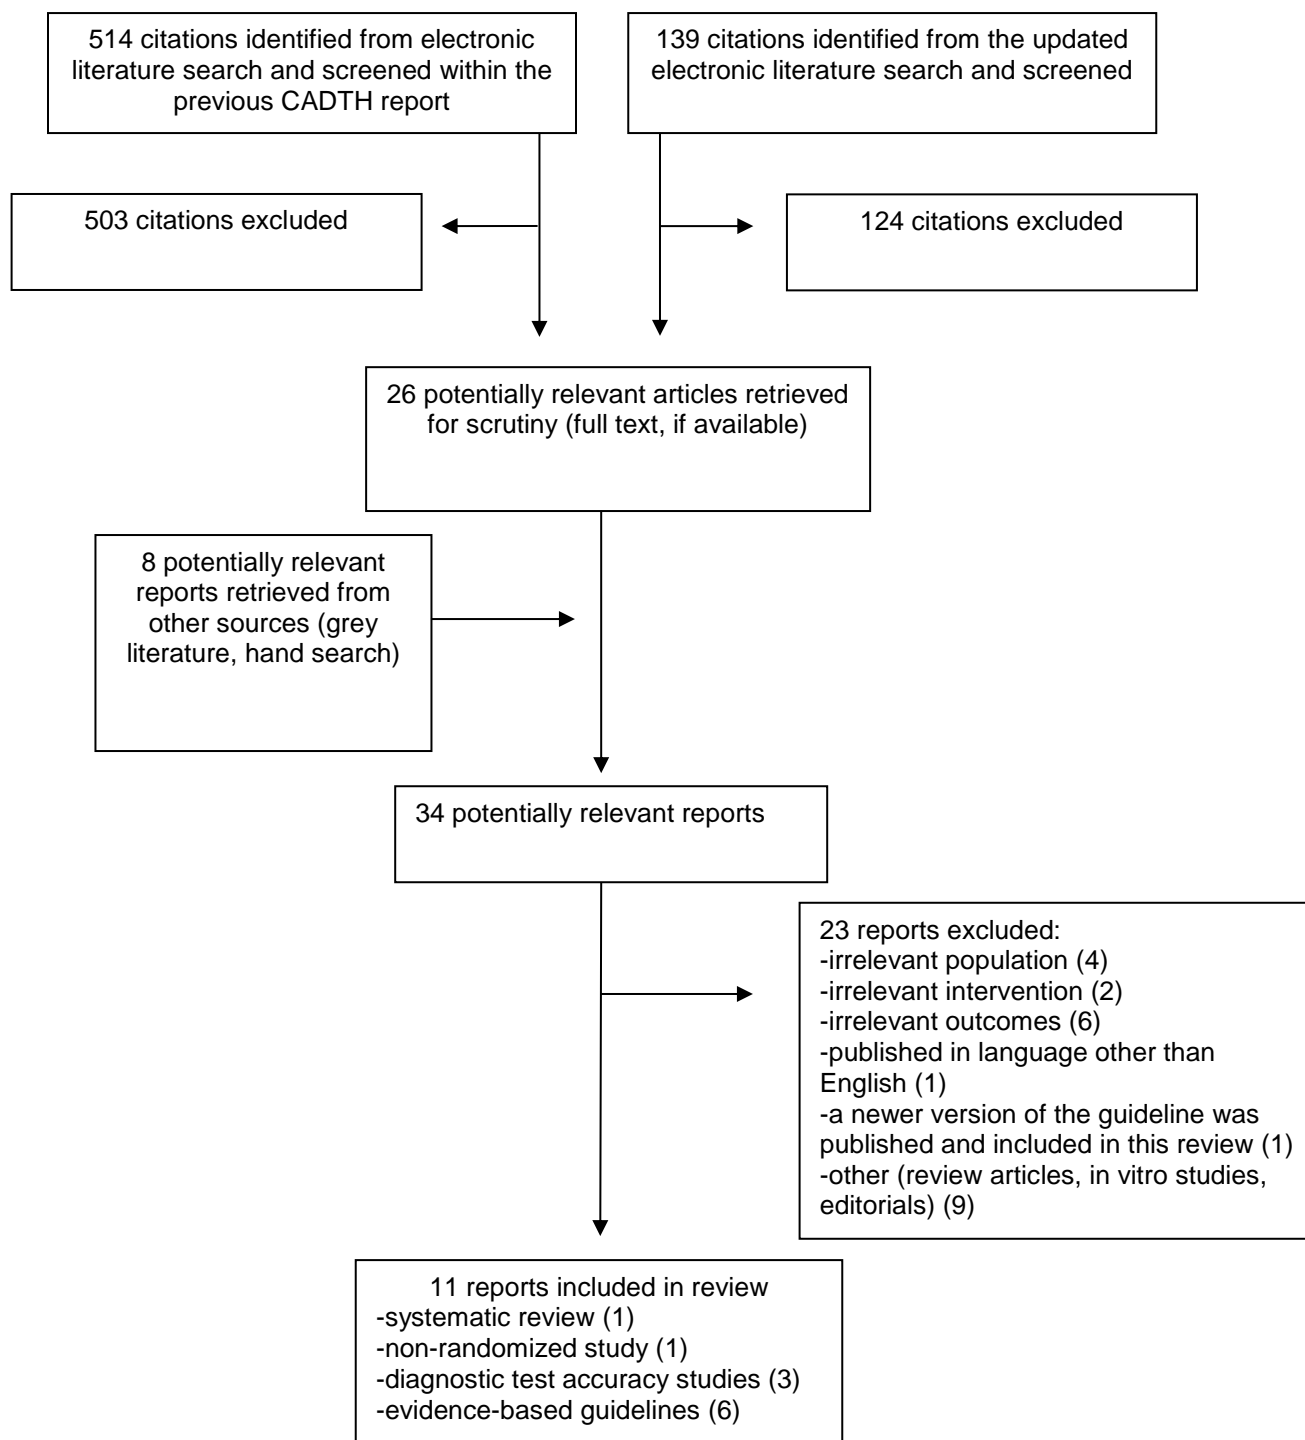 514 citations identified from electronic
literature search and screened within the
previous CADTH report
139 citations identified from the updated
electronic literature search and screened
503 citations excluded
124 citations excluded
26 potentially relevant articles retrieved
for scrutiny (full text, if available)
8 potentially relevant
reports retrieved from
other sources (grey
literature, hand search)
34 potentially relevant reports
23 reports excluded:
-irrelevant population (4)
-irrelevant intervention (2)
-irrelevant outcomes (6)
-published in language other than
English (1)
-a newer version of the guideline was
published and included in this review (1)
-other (review articles, in vitro studies,
editorials) (9)
11 reports included in review
-systematic review (1)
-non-randomized study (1)
-diagnostic test accuracy studies (3)
-evidence-based guidelines (6)